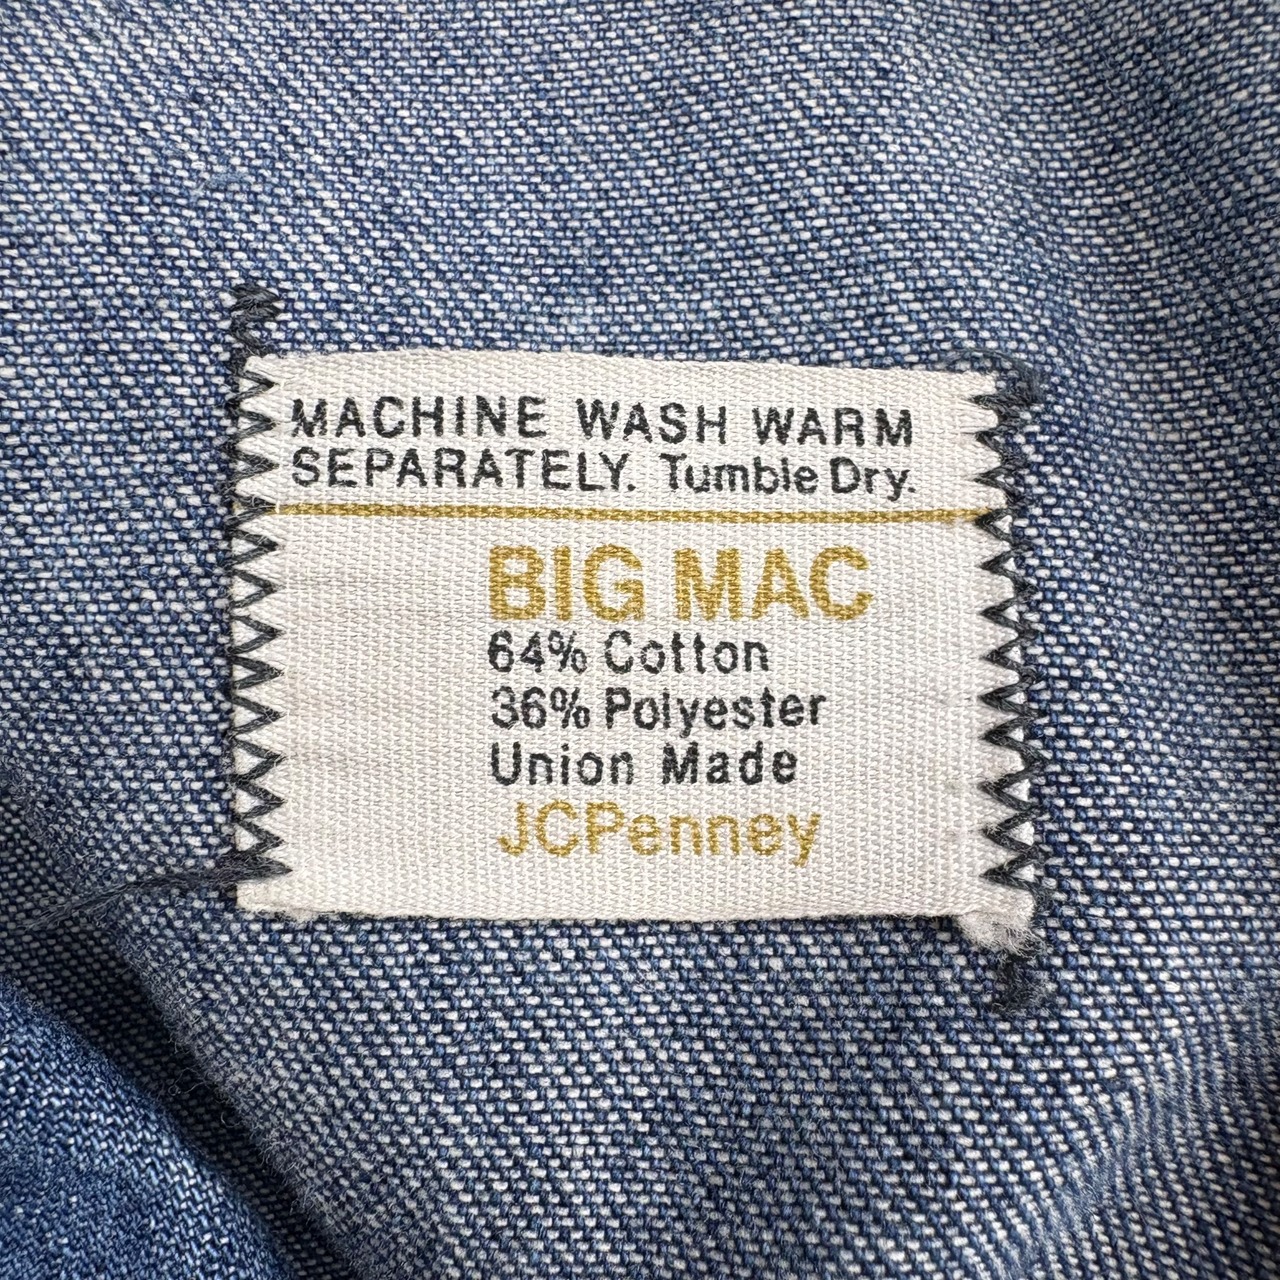 MACHINE WASH WARM
SEPARATELY. Tumble Dry.
BIG MAC
64% Cotton
36% Polyester
Union Made
JCPenney